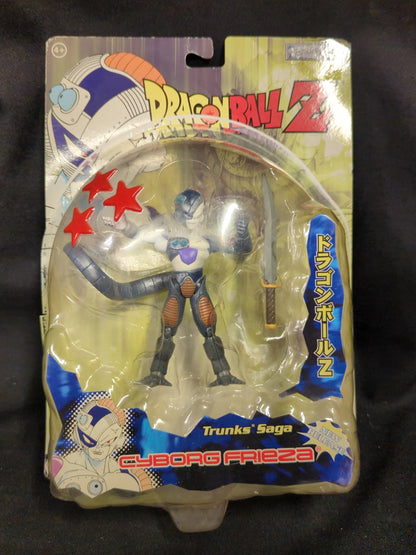 4+
DRAGON BALL Z
ドラゴンボールZ
Trunks' Saga
CYBORG FRIEZA